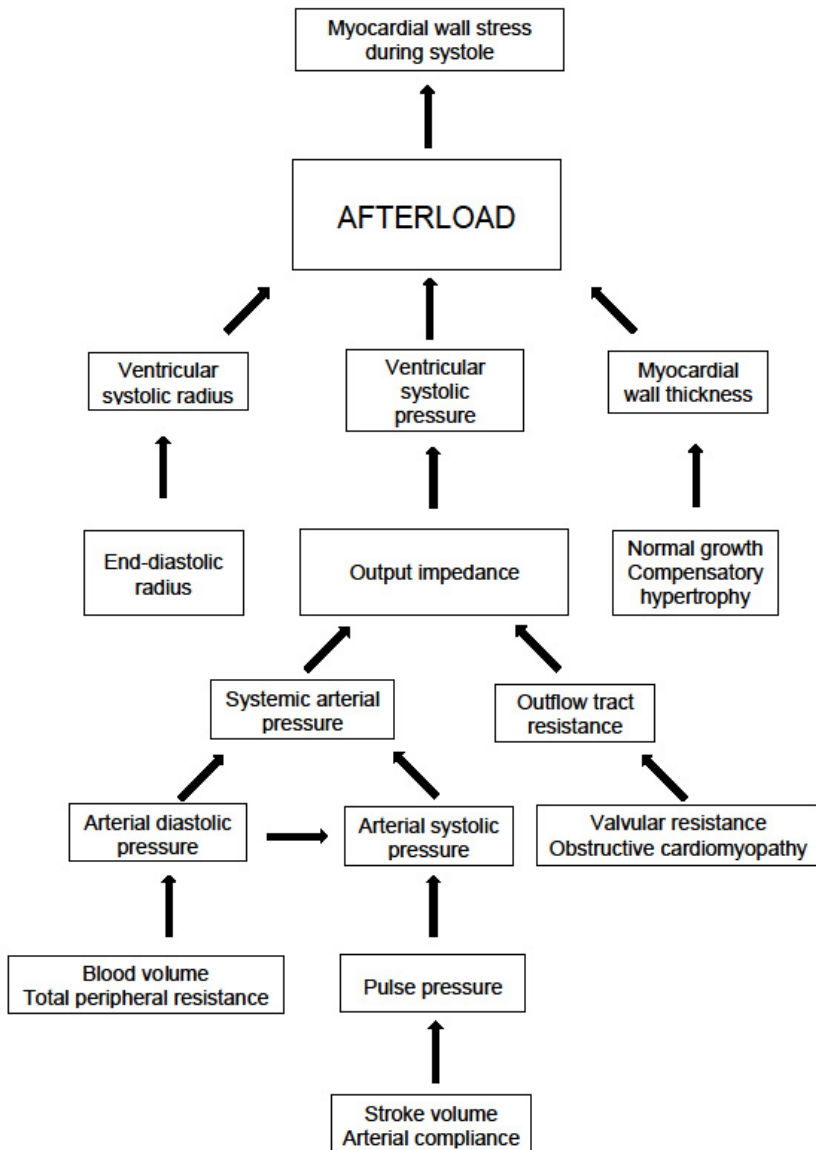 Myocardial wall stress
during systole
AFTERLOAD
Ventricular
systolic radius
Ventricular
systolic
pressure
Myocardial
wall thickness
End-diastolic
radius
Output impedance
Normal growth
Compensatory
hypertrophy
Systemic arterial
pressure
Outflow tract
resistance
Arterial diastolic
pressure
Arterial systolic
pressure
Valvular resistance
Obstructive cardiomyopathy
Blood volume
Total peripheral resistance
Pulse pressure
Stroke volume
Arterial compliance